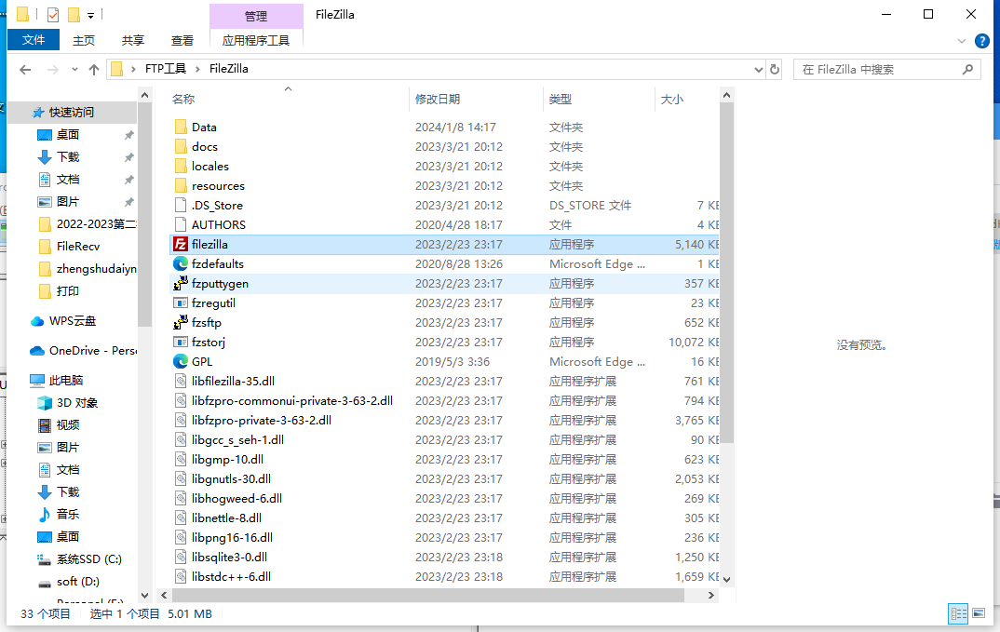 管理
FileZilla
文件
主页
共享
查看
应用程序工具
FTP工具 › FileZilla
在 FileZilla 中搜索
快速访问
桌面
下载
文档
图片
2022-2023第二
FileRecv
zhengshudaiyn
打印
WPS云盘
OneDrive - Perso
此电脑
3D 对象
视频
图片
文档
下载
音乐
桌面
系统SSD (C:)
soft (D:)
名称 修改日期 类型 大小
Data 2024/1/8 14:17 文件夹
docs 2023/3/21 20:12 文件夹
locales 2023/3/21 20:12 文件夹
resources 2023/3/21 20:12 文件夹
.DS_Store 2023/3/21 20:12 DS_STORE 文件 7 KB
AUTHORS 2020/4/28 18:17 文件 4 KB
filezilla 2023/2/23 23:17 应用程序 5,140 KB
fzdefaults 2020/8/28 13:26 Microsoft Edge ... 1 KB
fzputtygen 2023/2/23 23:17 应用程序 357 KB
fzregutil 2023/2/23 23:17 应用程序 23 KB
fzsftp 2023/2/23 23:17 应用程序 652 KB
fzstorj 2023/2/23 23:17 应用程序 10,072 KB
GPL 2019/5/3 3:36 Microsoft Edge ... 16 KB
libfilezilla-35.dll 2023/2/23 23:17 应用程序扩展 761 KB
libfzpro-commonui-private-3-63-2.dll 2023/2/23 23:17 应用程序扩展 794 KB
libfzpro-private-3-63-2.dll 2023/2/23 23:17 应用程序扩展 3,765 KB
libgcc_s_seh-1.dll 2023/2/23 23:17 应用程序扩展 90 KB
libgmp-10.dll 2023/2/23 23:17 应用程序扩展 623 KB
libgnutls-30.dll 2023/2/23 23:17 应用程序扩展 2,053 KB
libhogweed-6.dll 2023/2/23 23:17 应用程序扩展 269 KB
libnettle-8.dll 2023/2/23 23:17 应用程序扩展 305 KB
libpng16-16.dll 2023/2/23 23:17 应用程序扩展 236 KB
libsqlite3-0.dll 2023/2/23 23:18 应用程序扩展 1,250 KB
libstdc++-6.dll 2023/2/23 23:18 应用程序扩展 1,659 KB
没有预览。
33 个项目 选中 1 个项目 5.01 MB